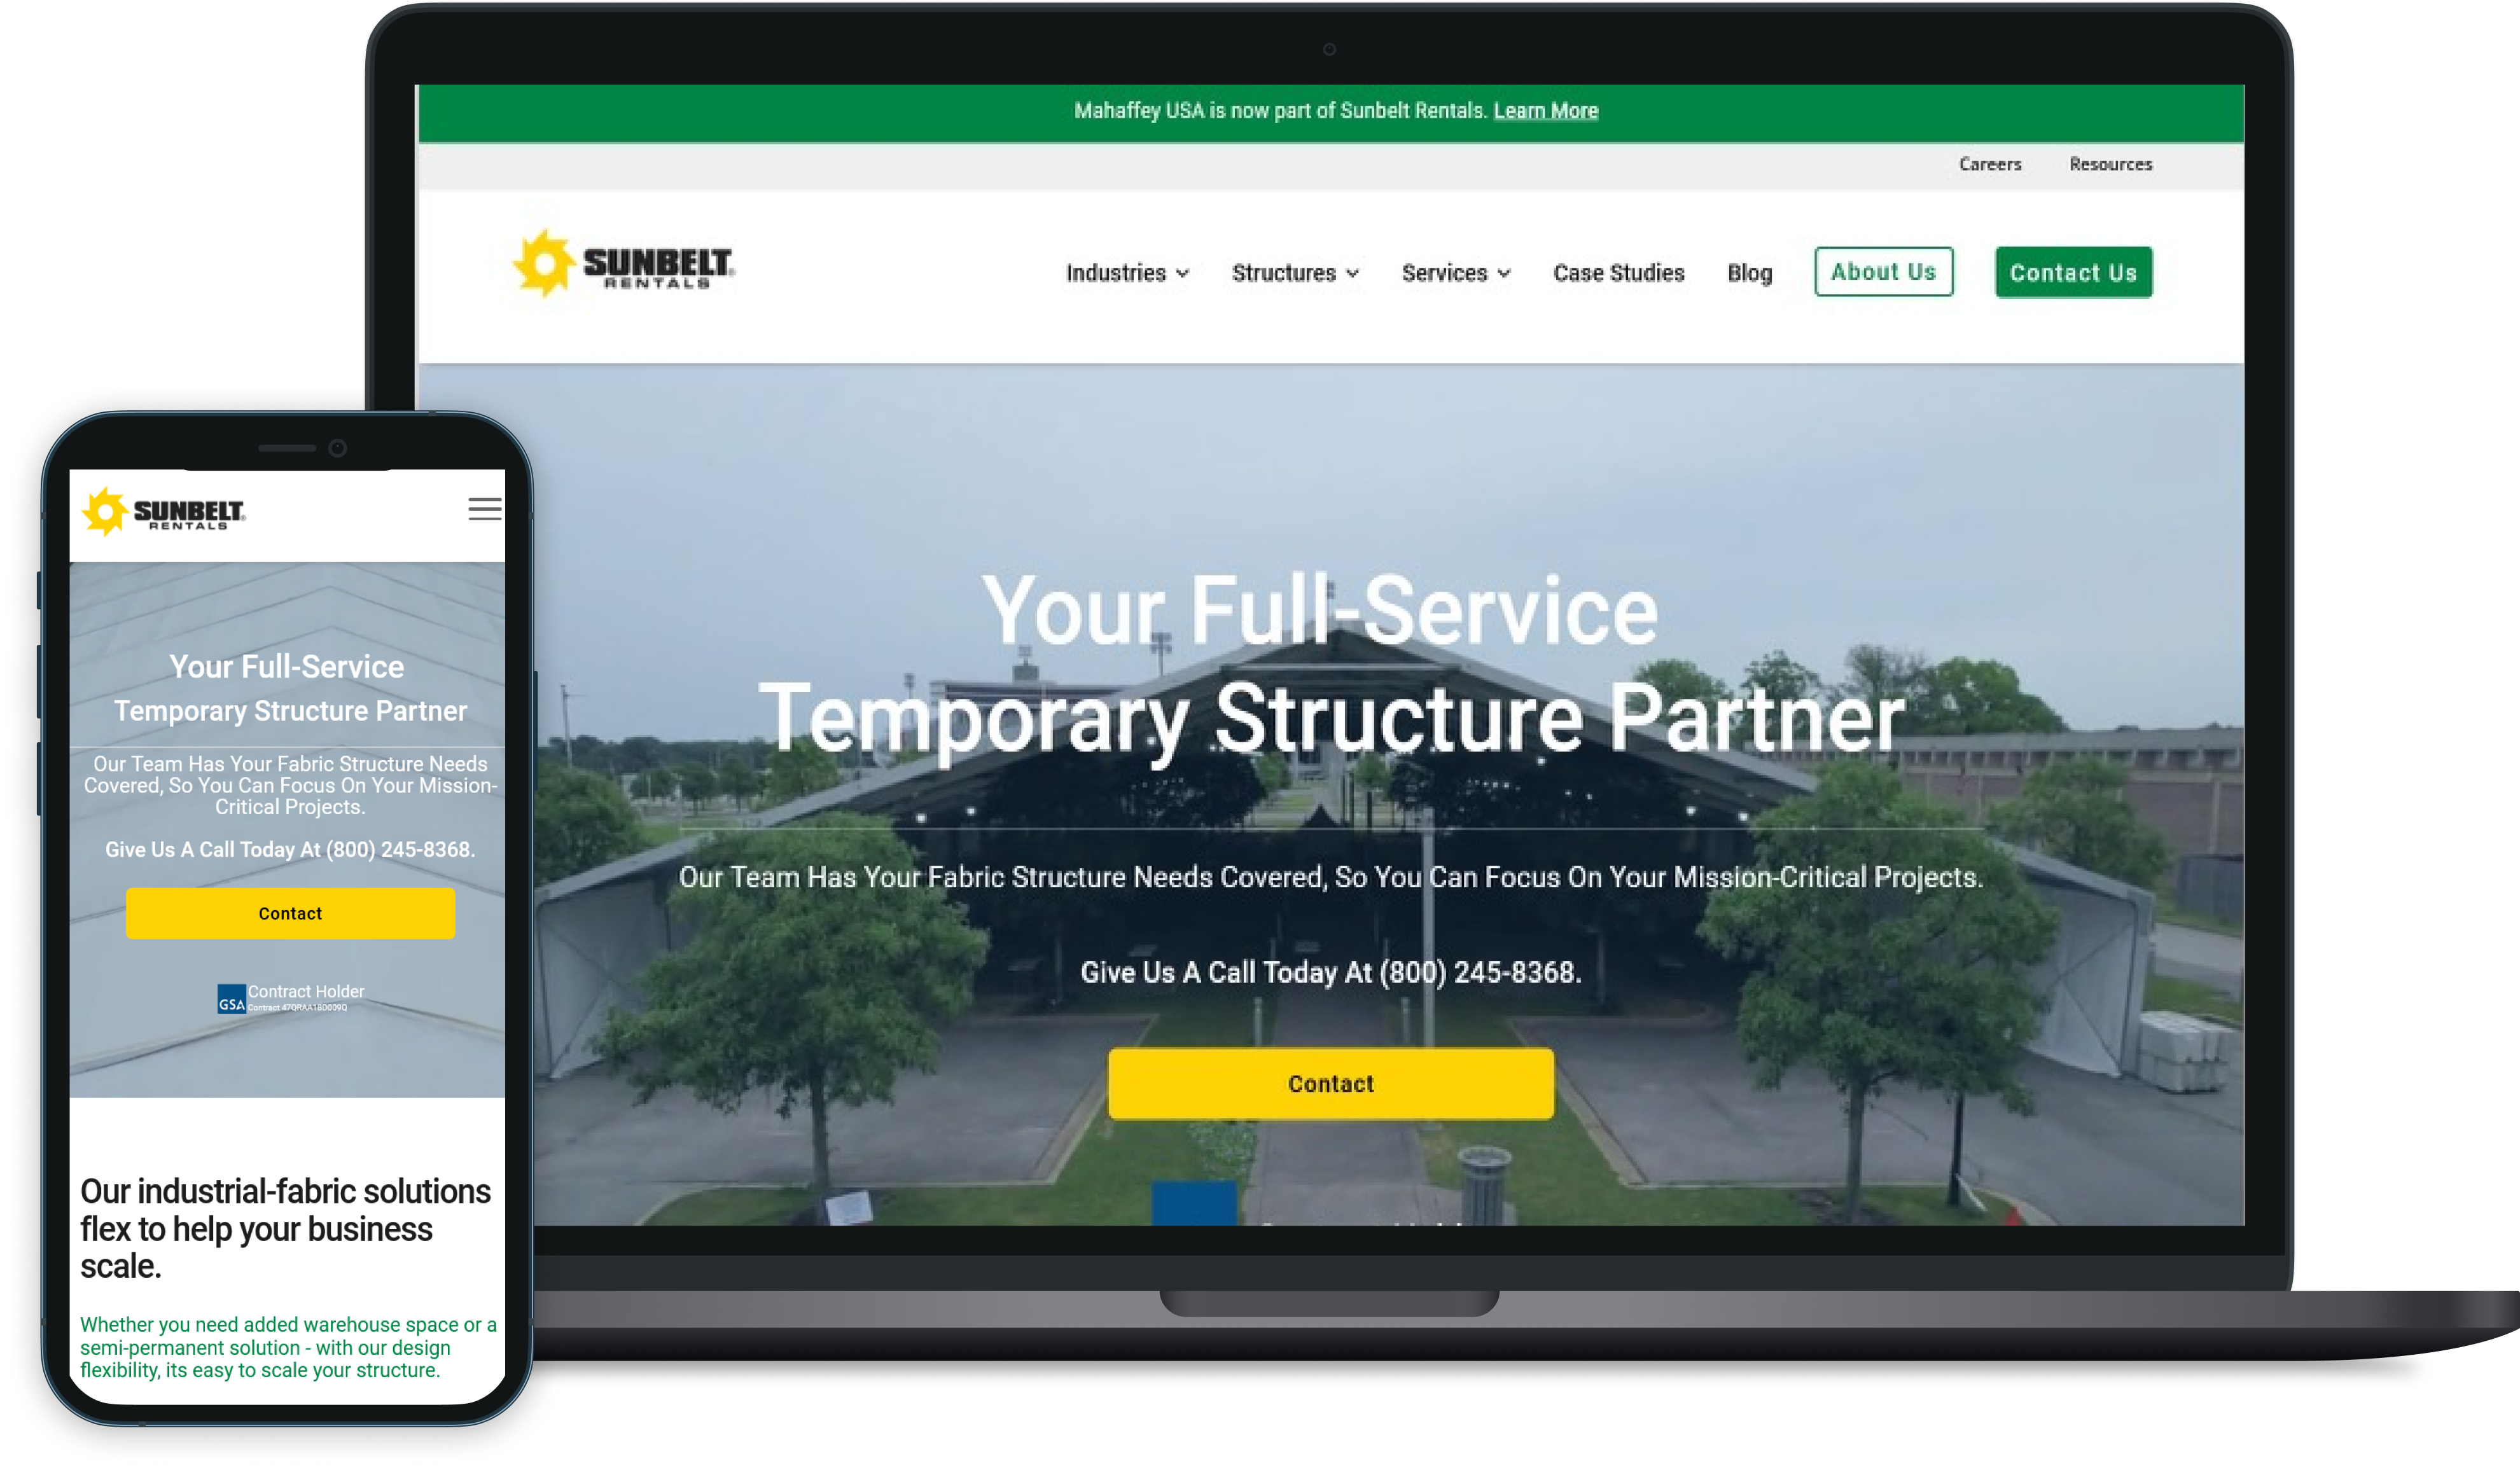 Mahaffey USA is now part of Sunbelt Rentals. Learn More
Careers Resources
SUNBELT
RENTALS
Industries Structures Services Case Studies Blog About Us Contact Us
Your Full-Service
Temporary Structure Partner
Our Team Has Your Fabric Structure Needs Covered, So You Can Focus On Your Mission-Critical Projects.
Give Us A Call Today At (800) 245-8368.
Contact
SUNBELT
RENTALS
Your Full-Service
Temporary Structure Partner
Our Team Has Your Fabric Structure Needs
Covered, So You Can Focus On Your Mission-
Critical Projects.
Give Us A Call Today At (800) 245-8368.
Contact
GSA Contract Holder
Contract 47QRAA18D009Q
Our industrial-fabric solutions
flex to help your business
scale.
Whether you need added warehouse space or a
semi-permanent solution - with our design
flexibility, its easy to scale your structure.